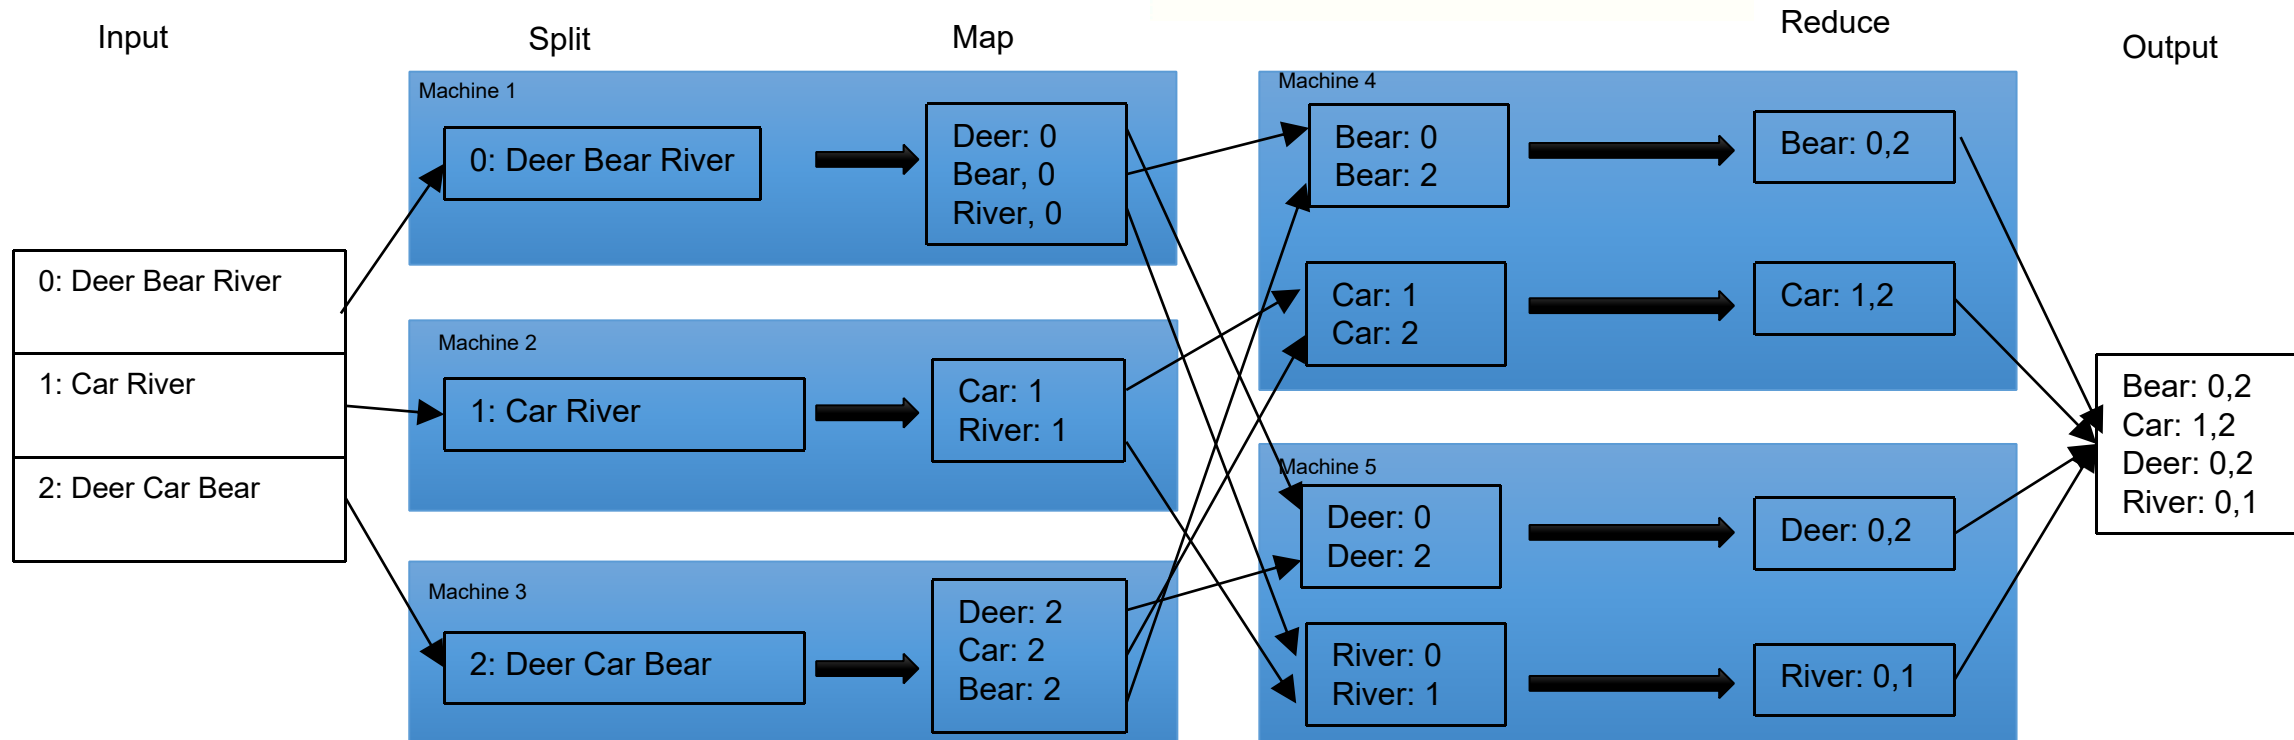 Input
Split
Map
Reduce
Output
0: Deer Bear River
1: Car River
2: Deer Car Bear
Machine 1
0: Deer Bear River
Deer: 0
Bear, 0
River, 0
Machine 2
1: Car River
Car: 1
River: 1
Machine 3
2: Deer Car Bear
Deer: 2
Car: 2
Bear: 2
Machine 4
Bear: 0
Bear: 2
Bear: 0,2
Car: 1
Car: 2
Car: 1,2
Machine 5
Deer: 0
Deer: 2
Deer: 0,2
River: 0
River: 1
River: 0,1
Bear: 0,2
Car: 1,2
Deer: 0,2
River: 0,1